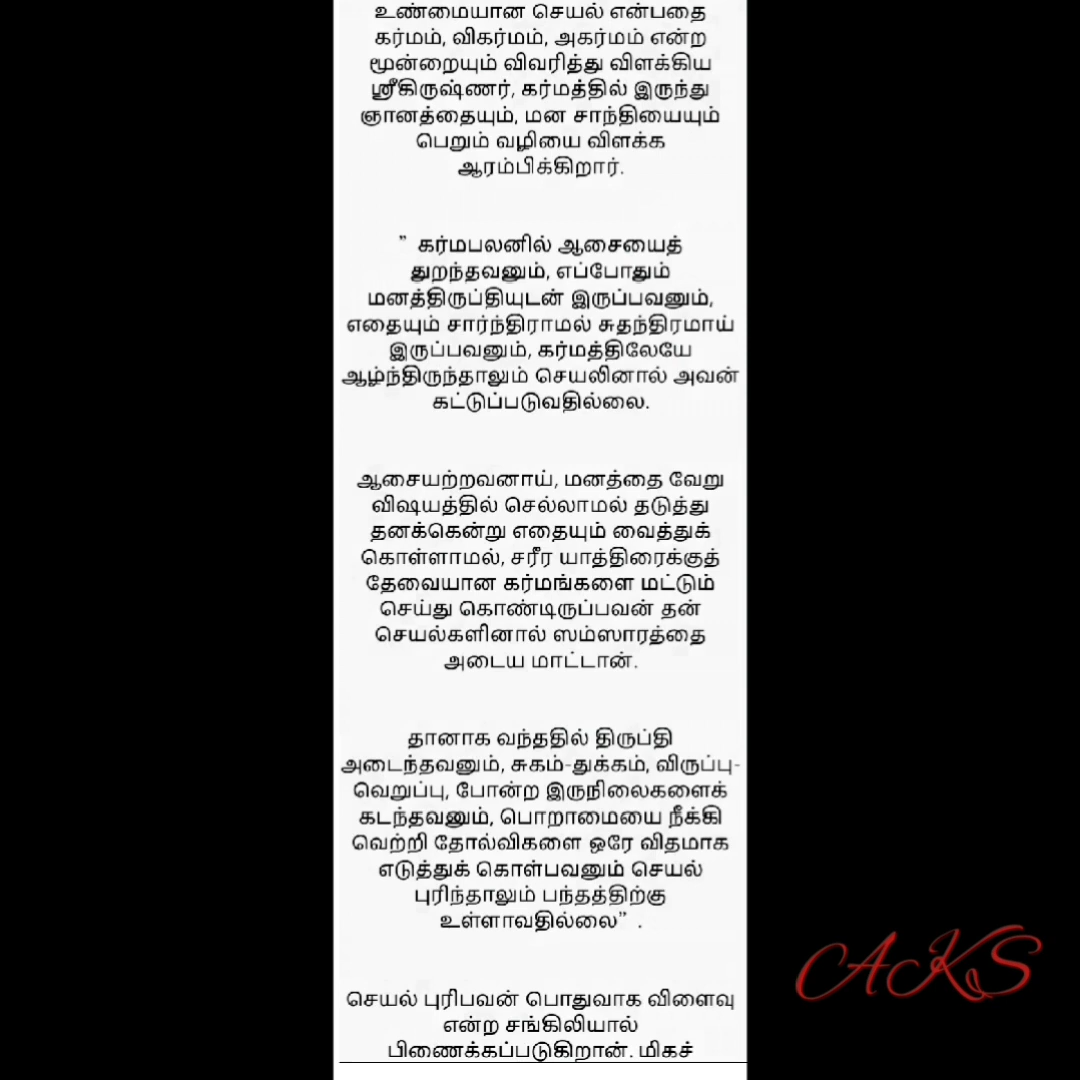 உண்மையான செயல் என்பதை
கர்மம், விகர்மம், அகர்மம் என்ற
மூன்றையும் விவரித்து விளக்கிய
ஸ்ரீகிருஷ்ணர், கர்மத்தில் இருந்து
ஞானத்தையும், மன சாந்தியையும்
பெறும் வழியை விளக்க
ஆரம்பிக்கிறார்.
” கர்மபலனில் ஆசையைத்
துறந்தவனும், எப்போதும்
மனத்திருப்தியுடன் இருப்பவனும்,
எதையும் சார்ந்திராமல் சுதந்திரமாய்
இருப்பவனும், கர்மத்திலேயே
ஆழ்ந்திருந்தாலும் செயலினால் அவன்
கட்டுப்படுவதில்லை.
ஆசையற்றவனாய், மனத்தை வேறு
விஷயத்தில் செல்லாமல் தடுத்து
தனக்கென்று எதையும் வைத்துக்
கொள்ளாமல், சரீர யாத்திரைக்குத்
தேவையான கர்மங்களை மட்டும்
செய்து கொண்டிருப்பவன் தன்
செயல்களினால் ஸம்ஸாரத்தை
அடைய மாட்டான்.
தானாக வந்ததில் திருப்தி
அடைந்தவனும், சுகம்-துக்கம், விருப்பு-
வெறுப்பு, போன்ற இருநிலைகளைக்
கடந்தவனும், பொறாமையை நீக்கி
வெற்றி தோல்விகளை ஒரே விதமாக
எடுத்துக் கொள்பவனும் செயல்
புரிந்தாலும் பந்தத்திற்கு
உள்ளாவதில்லை” .
செயல் புரிபவன் பொதுவாக விளைவு
என்ற சங்கிலியால்
பிணைக்கப்படுகிறான். மிகச்
AKS